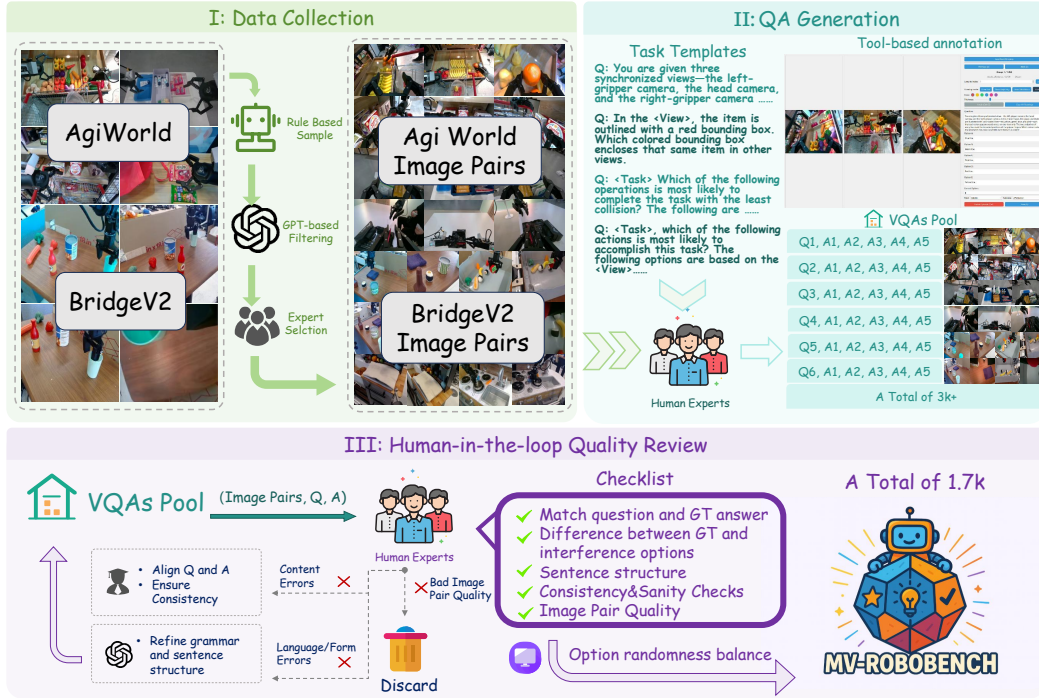 I: Data Collection
AgiWorld
BridgeV2
Rule Based
Sample
GPT-based
Filtering
Expert
Selction
Agi World
Image Pairs
BridgeV2
Image Pairs
II: QA Generation
Task Templates
Q: You are given three
synchronized views—the left-
gripper camera, the head camera,
and the right-gripper camera ……
Q: In the <View>, the item is
outlined with a red bounding box.
Which colored bounding box
encloses that same item in other
views.
Q: <Task> Which of the following
operations is most likely to
complete the task with the least
collision? The following are ……
Q: <Task>, which of the following
actions is most likely to
accomplish this task? The
following options are based on the
<View>……
Human Experts
Tool-based annotation
VQAs Pool
Q1, A1, A2, A3, A4, A5
Q2, A1, A2, A3, A4, A5
Q3, A1, A2, A3, A4, A5
Q4, A1, A2, A3, A4, A5
Q5, A1, A2, A3, A4, A5
Q6, A1, A2, A3, A4, A5
A Total of 3k+
III: Human-in-the-loop Quality Review
VQAs Pool
(Image Pairs, Q, A)
Human Experts
• Align Q and A
• Ensure
Consistency
Content
Errors
Bad Image
Pair Quality
• Refine grammar
and sentence
structure
Language/Form
Errors
Discard
Checklist
Match question and GT answer
Difference between GT and
interference options
Sentence structure
Consistency&Sanity Checks
Image Pair Quality
Option randomness balance
A Total of 1.7k
MV-ROBOBENCH